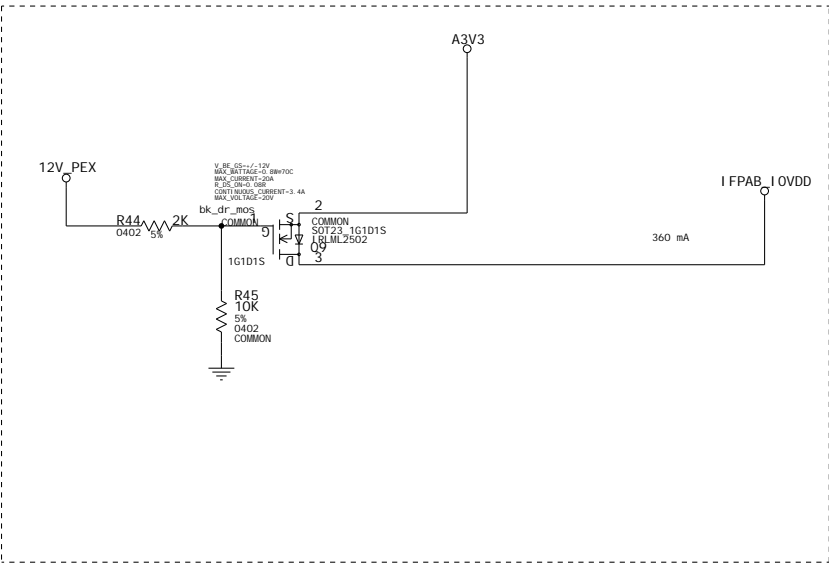 A3V3
12V_PEX
IFPAB_IOVDD
V_BE_GS=+/-12V
MAX_WATTAGE=0.8W@70C
MAX_CURRENT=20A
R_DS_ON=0.08R
CONTINUOUS_CURRENT=3.4A
MAX_VOLTAGE=20V
bk_dr_mos
R44
2K
0402
5%
COMMON
1
G
S
2
COMMON
SOT23_1G1D1S
IRLML2502
Q9
D
3
1G1D1S
360 mA
R45
10K
5%
0402
COMMON